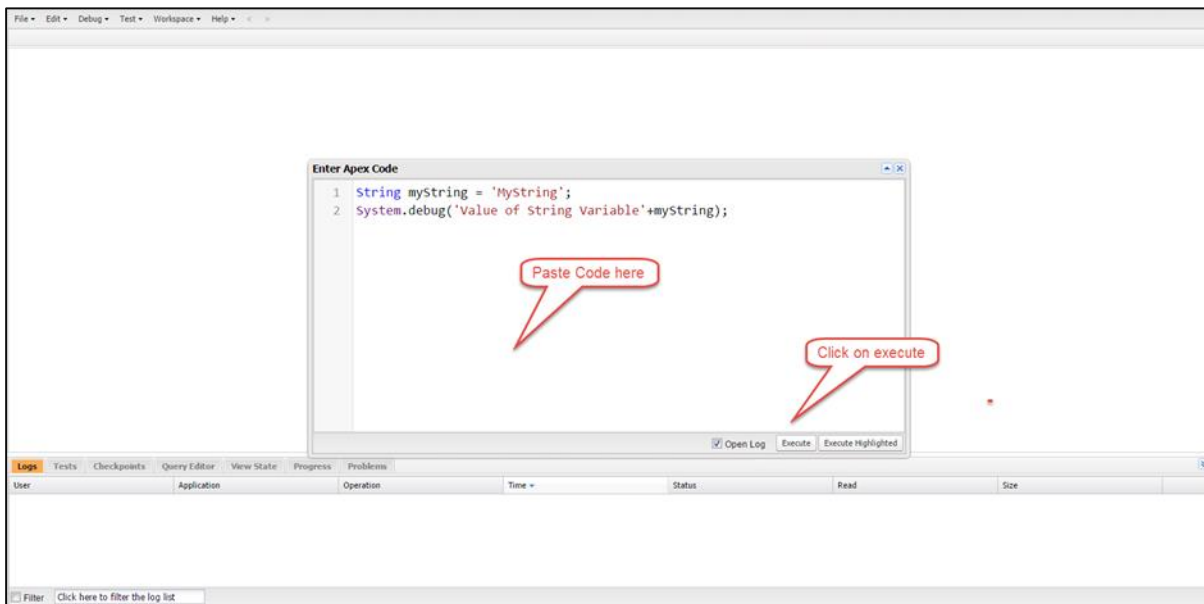 File Edit Debug Test Workspace Help < >
Enter Apex Code
1 String myString = 'MyString';
2 System.debug('Value of String Variable'+myString);
Paste Code here
Click on execute
Open Log Execute Execute Highlighted
Logs Tests Checkpoints Query Editor View State Progress Problems
User Application Operation Time Status Read Size
Filter Click here to filter the log list